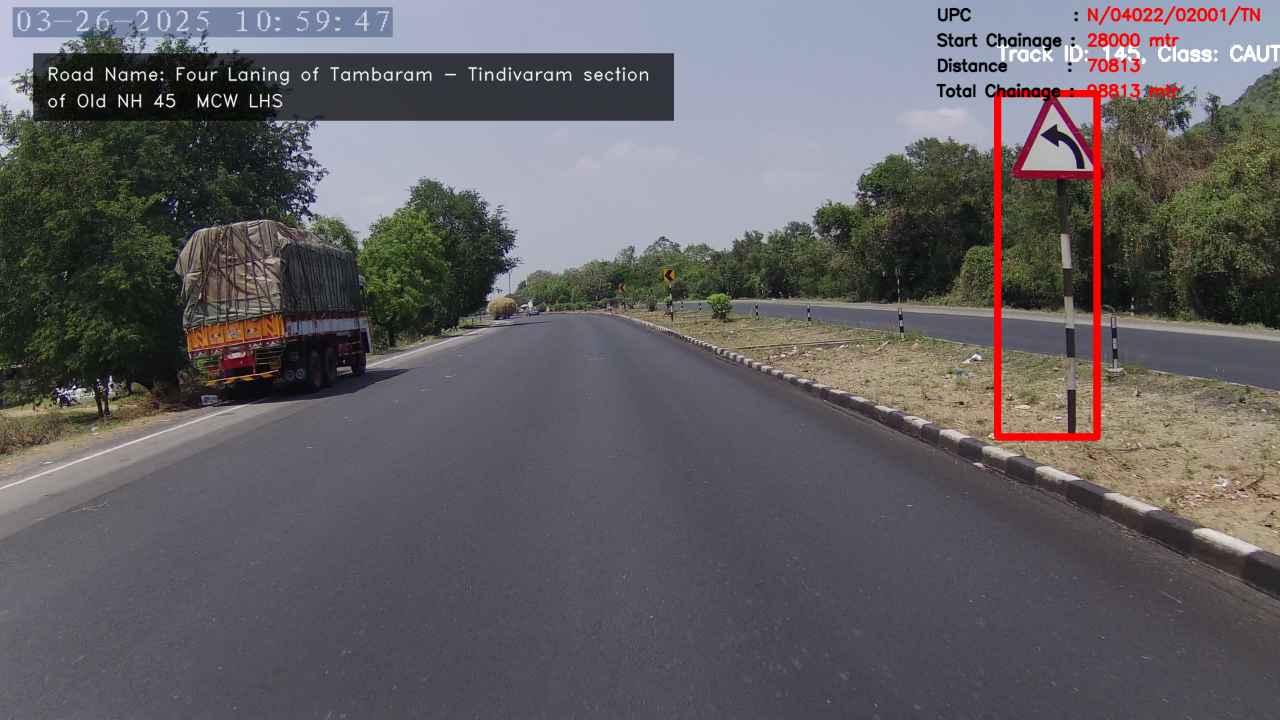 03-26-2025 10:59:47
Road Name: Four Laning of Tambaram - Tindivaram section
of Old NH 45 MCW LHS
UPC : N/04022/02001/TN
Start Chainage : 28000 mtr
Track ID: 145, Class: CAUT
Distance : 70813
Total Chainage : 98813 mtr